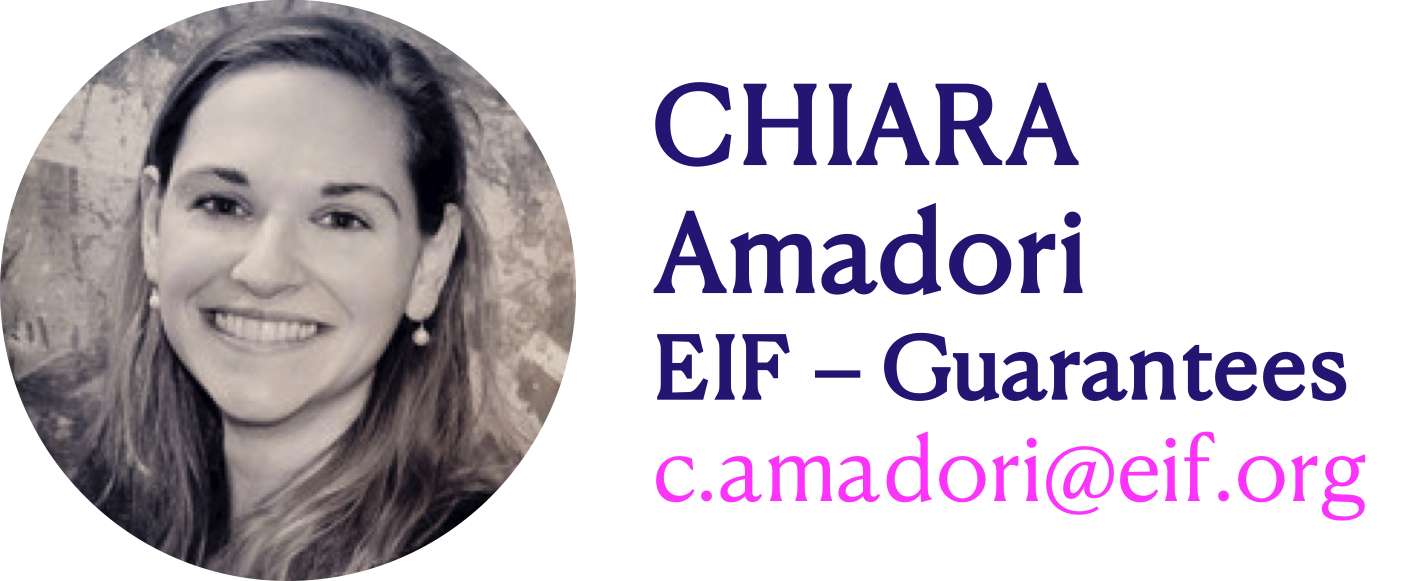 CHIARA
Amadori
EIF – Guarantees
c.amadori@eif.org